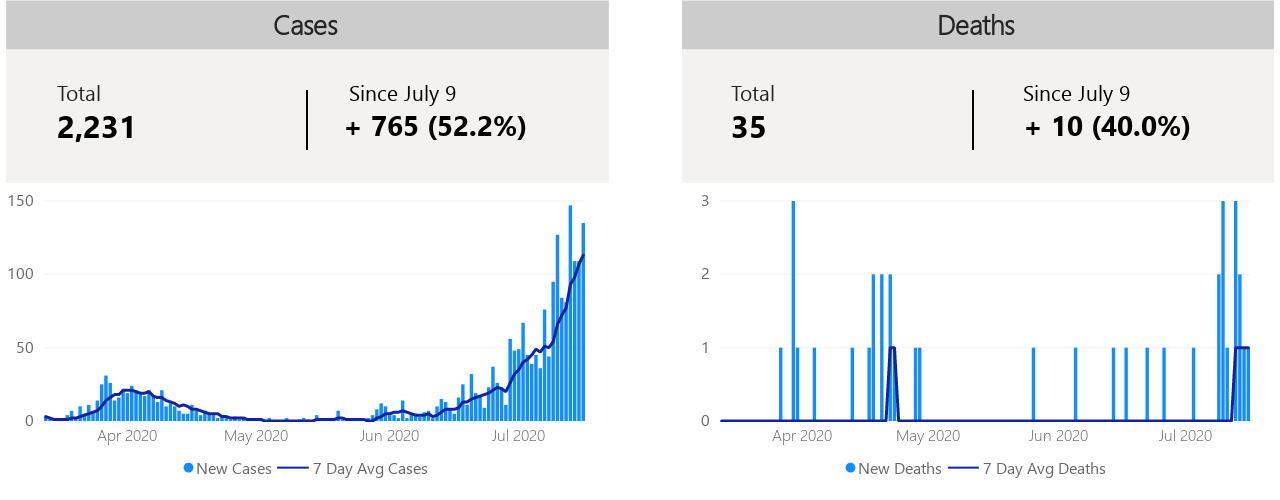 Cases
Total
Since July 9
2,231
+ 765 (52.2%)
150
100
50
0
Apr 2020
May 2020
Jun 2020
Jul 2020
New Cases
7 Day Avg Cases
Deaths
Total
Since July 9
35
+ 10 (40.0%)
3
2
1
0
Apr 2020
May 2020
Jun 2020
Jul 2020
New Deaths
7 Day Avg Deaths